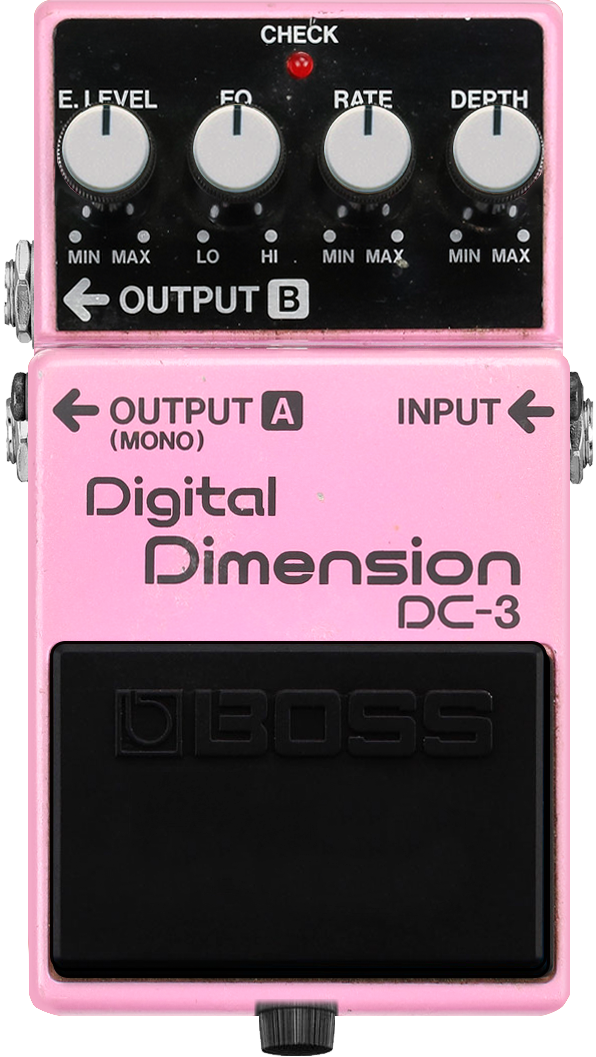 CHECK
E. LEVEL EQ RATE DEPTH
MIN MAX LO HI MIN MAX MIN MAX
OUTPUT B
OUTPUT A INPUT
(MONO)
Digital
Dimension
DC-3
BOSS